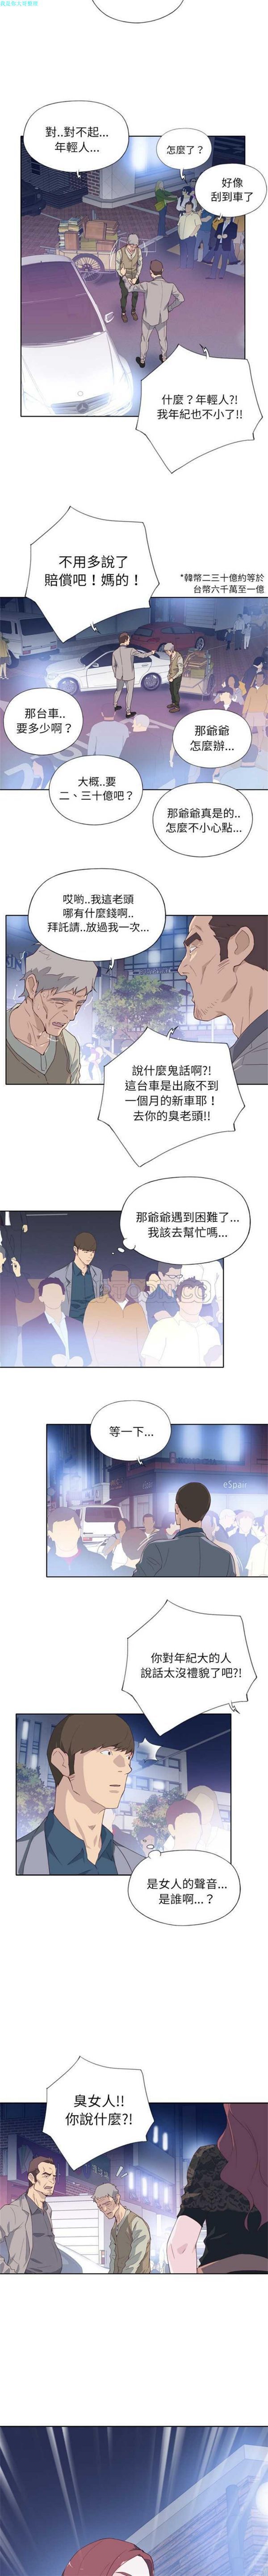 對..對不起...
年輕人...
怎麼了？
好像
刮到車了
什麼？年輕人?!
我年紀也不小了!!
不用多說了
賠償吧！媽的！
*韓幣二三十億約等於
台幣六千萬至一億
那台車..
要多少啊？
那爺爺
怎麼辦...
大概..要
二、三十億吧？
那爺爺真是的..
怎麼不小心點...
哎喲..我這老頭
哪有什麼錢啊..
拜託請..放過我一次...
說什麼鬼話啊?!
這台車是出廠不到
一個月的新車耶！
去你的臭老頭!!
那爺爺遇到困難了...
我該去幫忙嗎...
TOPTOON
等一下...
eSpair
你對年紀大的人
說話太沒禮貌了吧?!
是女人的聲音...
是誰啊...？
臭女人!!
你說什麼?!